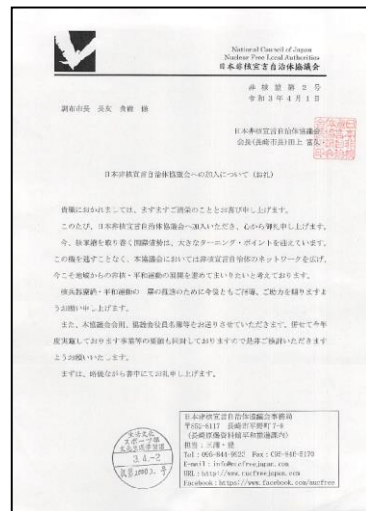 National Council of Japan
Nuclear Free Local Authorities
日本非核宣言自治体協議会
非核協第2号
令和3年4月1日
調布市長 長友 貴樹 様
日本非核宣言自治体協議会
会長(長崎市長)田上 富久
日本非核宣言自治体協議会への加入について(お礼)
貴職におかれましては、ますますご清栄のこととお喜び申し上げます。
このたび、日本非核宣言自治体協議会へ加入いただき、心から御礼申し上げます。
今、核軍縮を取り巻く国際情勢は、大きなターニング・ポイントを迎えています。
この機を逃すことなく、本協議会においては非核宣言自治体のネットワークを広げ、
今こそ地域からの非核・平和運動の展開を進めてまいりたいと考えております。
核兵器廃絶・平和運動の一層の推進のために今後ともご指導、ご助力を賜りますよ
うお願い申し上げます。
また、本協議会会則、協議会役員名簿等をお送りさせていただきます。併せて今年
度実施しております事業等の要領も同封しておりますので是非ご検討いただきます
ようお願いいたします。
まずは、略儀ながら書中にてお礼申し上げます。
生活文化
スポーツ部
3.4.-2
号
日本非核宣言自治体協議会事務局
〒852-8117 長崎市平野町7-8
(長崎原爆資料館平和推進課内)
担当:三浦・健
Tel:095-844-9923 Fax:095-846-5170
E-mail:info@nucfreejapan.com
URL:http://www.nucfreejapan.com
Facebook:https://www.facebook.com/nucfree